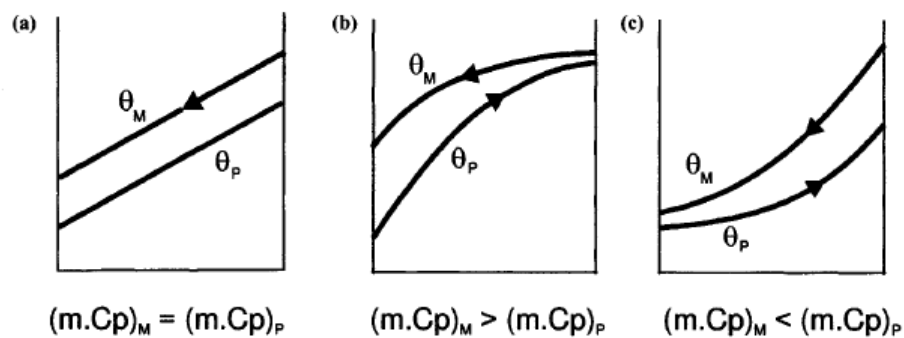 (a)
θM
θP
(m.Cp)M = (m.Cp)P
(b)
θM
θP
(m.Cp)M > (m.Cp)P
(c)
θM
θP
(m.Cp)M < (m.Cp)P